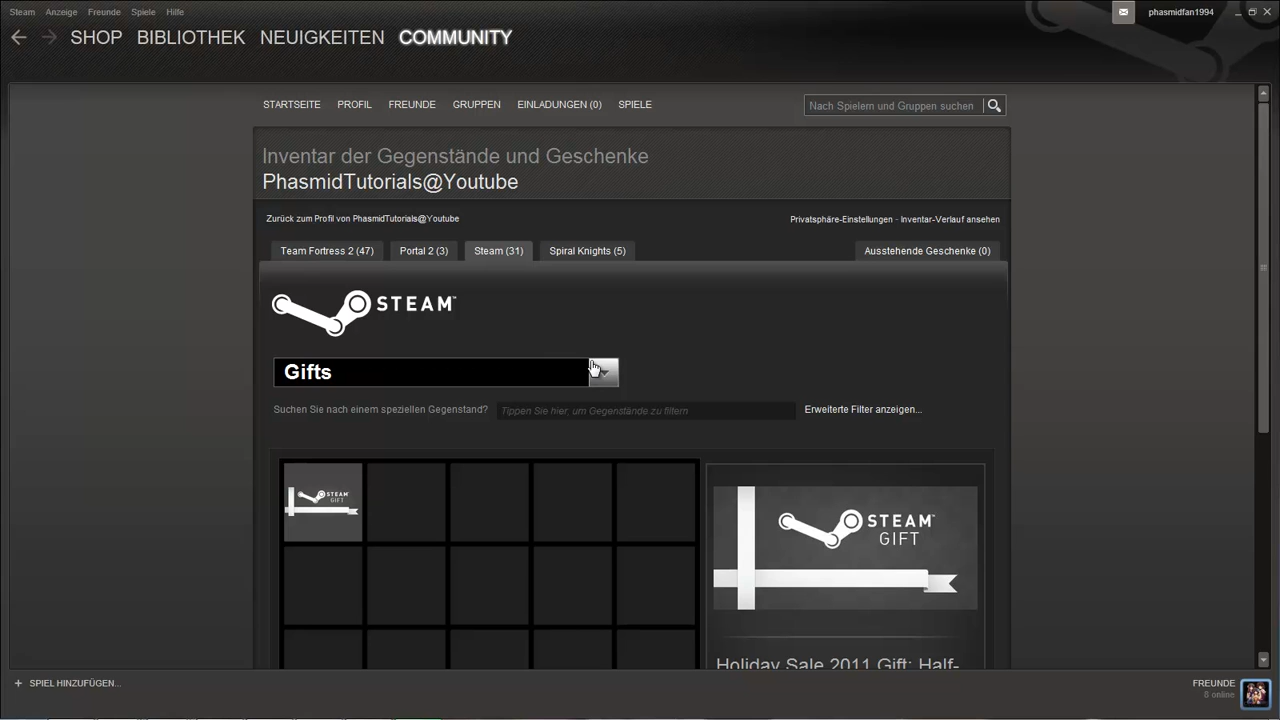 Steam Anzeige Freunde Spiele Hilfe
phasmidfan1994
SHOP BIBLIOTHEK NEUIGKEITEN COMMUNITY
STARTSEITE PROFIL FREUNDE GRUPPEN EINLADUNGEN (0) SPIELE
Nach Spielern und Gruppen suchen
Inventar der Gegenstände und Geschenke
PhasmidTutorials@Youtube
Zurück zum Profil von PhasmidTutorials@Youtube
Privatsphäre-Einstellungen - Inventar-Verlauf ansehen
Team Fortress 2 (47) Portal 2 (3) Steam (31) Spiral Knights (5) Ausstehende Geschenke (0)
STEAM™
Gifts
Suchen Sie nach einem speziellen Gegenstand? Tippen Sie hier, um Gegenstände zu filtern Erweiterte Filter anzeigen...
STEAM
GIFT
STEAM™
GIFT
Holiday Sale 2011 Gift: Half-
+ SPIEL HINZUFÜGEN...
FREUNDE
8 online